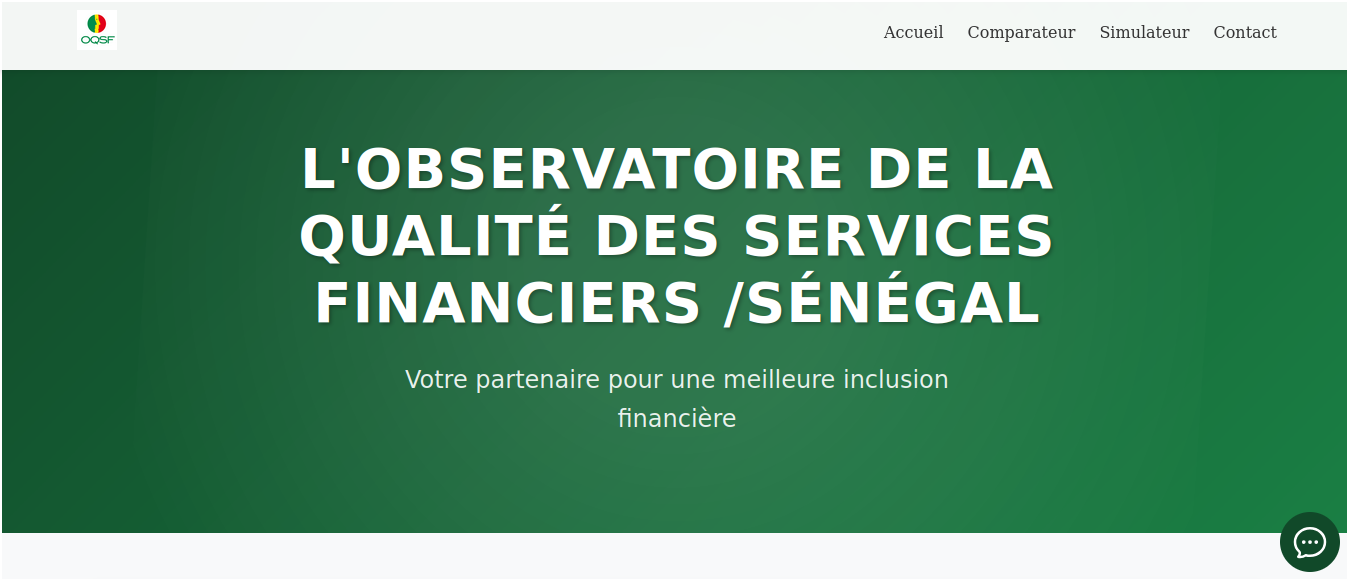 OQSF
Accueil Comparateur Simulateur Contact
L'OBSERVATOIRE DE LA
QUALITÉ DES SERVICES
FINANCIERS /SÉNÉGAL
Votre partenaire pour une meilleure inclusion
financière